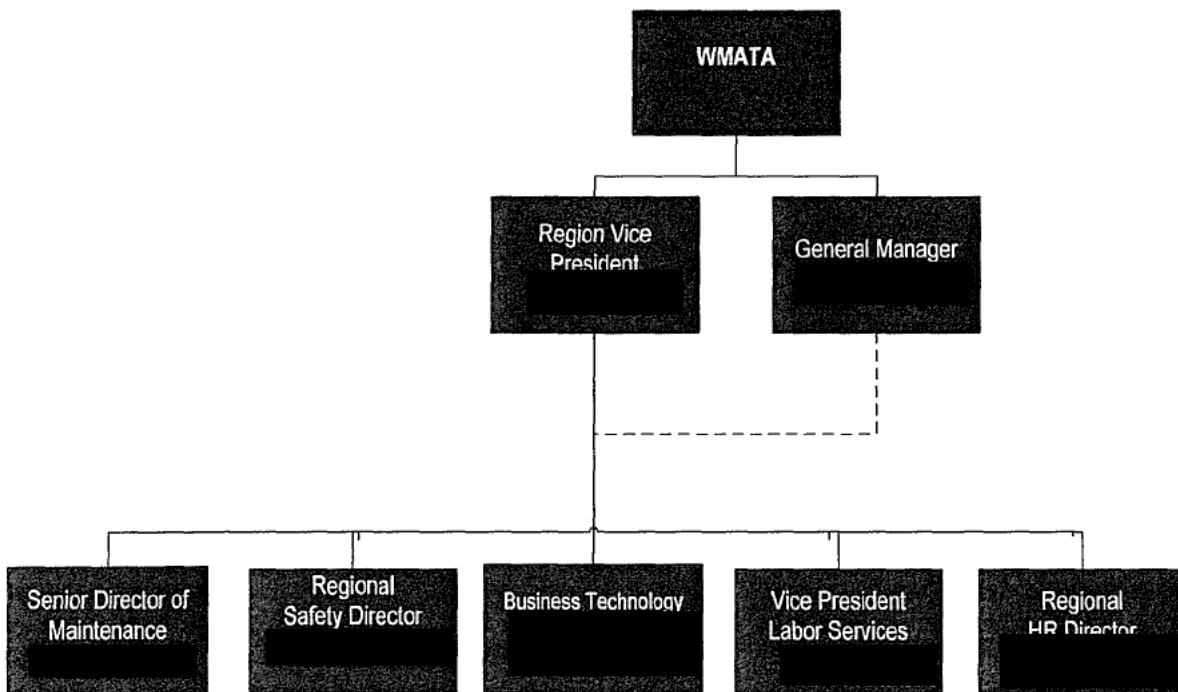 WMATA
Region Vice
President
General Manager
Senior Director of
Maintenance
Regional
Safety Director
Business Technology
Vice President
Labor Services
Regional
HR Director